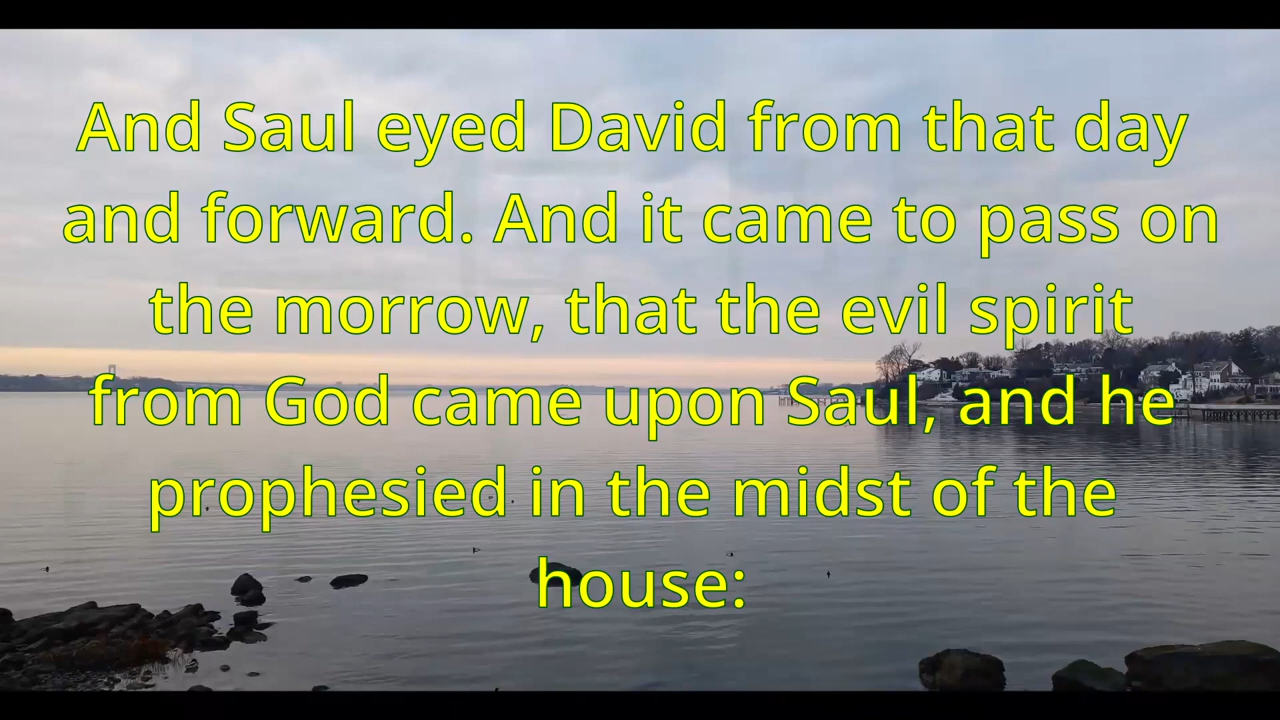 And Saul eyed David from that day
and forward. And it came to pass on
the morrow, that the evil spirit
from God came upon Saul, and he
prophesied in the midst of the
house: